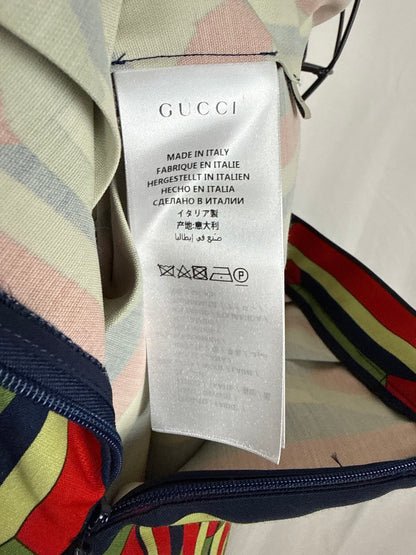 GUCCI
MADE IN ITALY
FABRIQUE EN ITALIE
HERGESTELLT IN ITALIEN
HECHO EN ITALIA
СДЕЛАНО В ИТАЛИИ
イタリア製
产地:意大利
صنع في إيطاليا
P